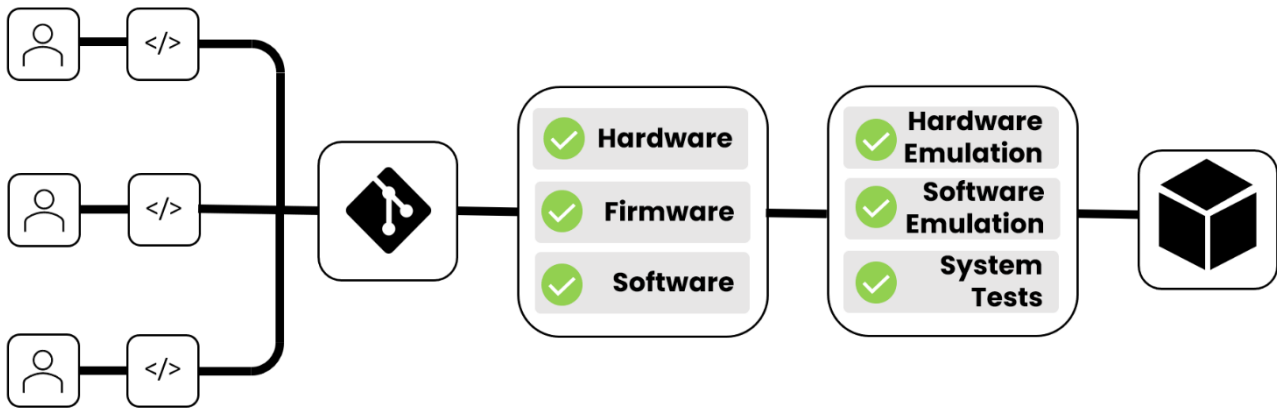 </>
</>
</>
Hardware
Firmware
Software
Hardware
Emulation
Software
Emulation
System
Tests